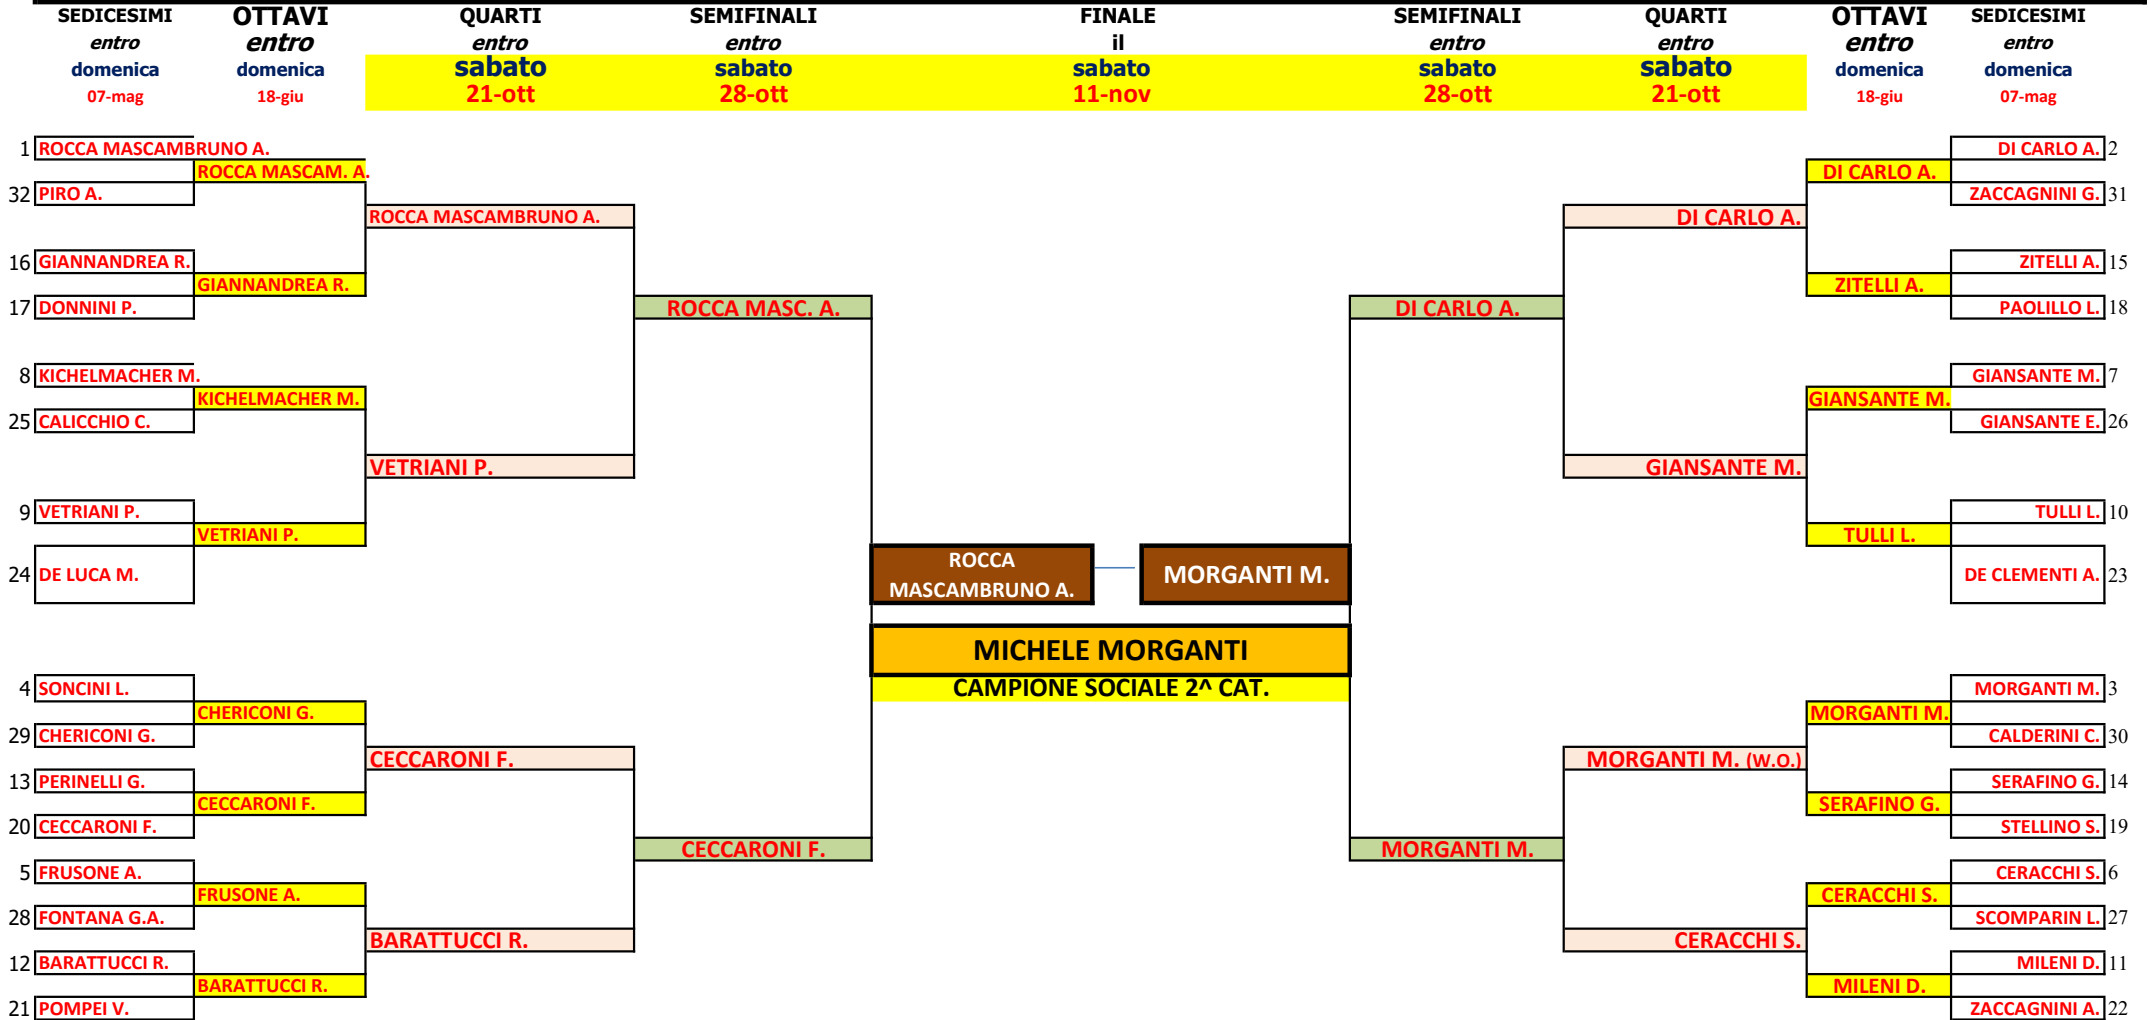 SEDICESIMI OTTAVI QUARTI SEMIFINALI FINALE SEMIFINALI QUARTI OTTAVI SEDICESIMI
entro entro entro entro il entro entro entro entro
domenica domenica sabato sabato sabato sabato sabato domenica domenica
07-mag 18-giu 21-ott 28-ott 11-nov 28-ott 21-ott 18-giu 07-mag
1 ROCCA MASCAMBRUNO A. DI CARLO A. 2
ROCCA MASCAM. A. DI CARLO A.
32 PIRO A. ZACCAGNINI G. 31
ROCCA MASCAMBRUNO A. DI CARLO A.
16 GIANNANDREA R. ZITELLI A. 15
GIANNANDREA R. ZITELLI A.
17 DONNINI P. ROCCA MASC. A. DI CARLO A. PAOLILLO L. 18
8 KICHELMACHER M. GIANSANTE M. 7
KICHELMACHER M. GIANSANTE M.
25 CALICCHIO C. GIANSANTE E. 26
VETRIANI P. GIANSANTE M.
9 VETRIANI P. TULLI L. 10
VETRIANI P. TULLI L.
24 DE LUCA M. ROCCA MASCAMBRUNO A. MORGANTI M. DE CLEMENTI A. 23
MICHELE MORGANTI
4 SONCINI L. CAMPIONE SOCIALE 2^ CAT. MORGANTI M. 3
CHERICONI G. MORGANTI M.
29 CHERICONI G. CALDERINI C. 30
CECCARONI F. MORGANTI M. (W.O.)
13 PERINELLI G. SERAFINO G. 14
CECCARONI F. SERAFINO G.
20 CECCARONI F. STELLINO S. 19
CECCARONI F. MORGANTI M.
5 FRUSONE A. CERACCHI S. 6
FRUSONE A. CERACCHI S.
28 FONTANA G.A. SCOMPARIN L. 27
BARATTUCCI R. CERACCHI S.
12 BARATTUCCI R. MILENI D. 11
BARATTUCCI R. MILENI D.
21 POMPEI V. ZACCAGNINI A. 22